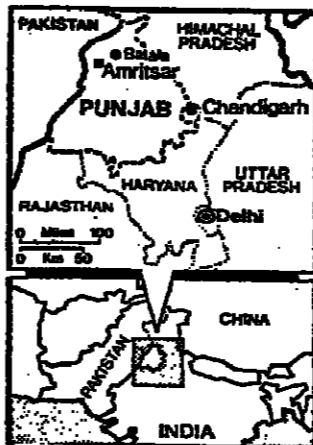 PAKISTAN
HIMACHAL
PRADESH
Batala
Amritsar
PUNJAB
Chandigarh
HARYANA
UTTAR
PRADESH
RAJASTHAN
Delhi
0 Miles 100
0 Kms 50
CHINA
PAKISTAN
INDIA